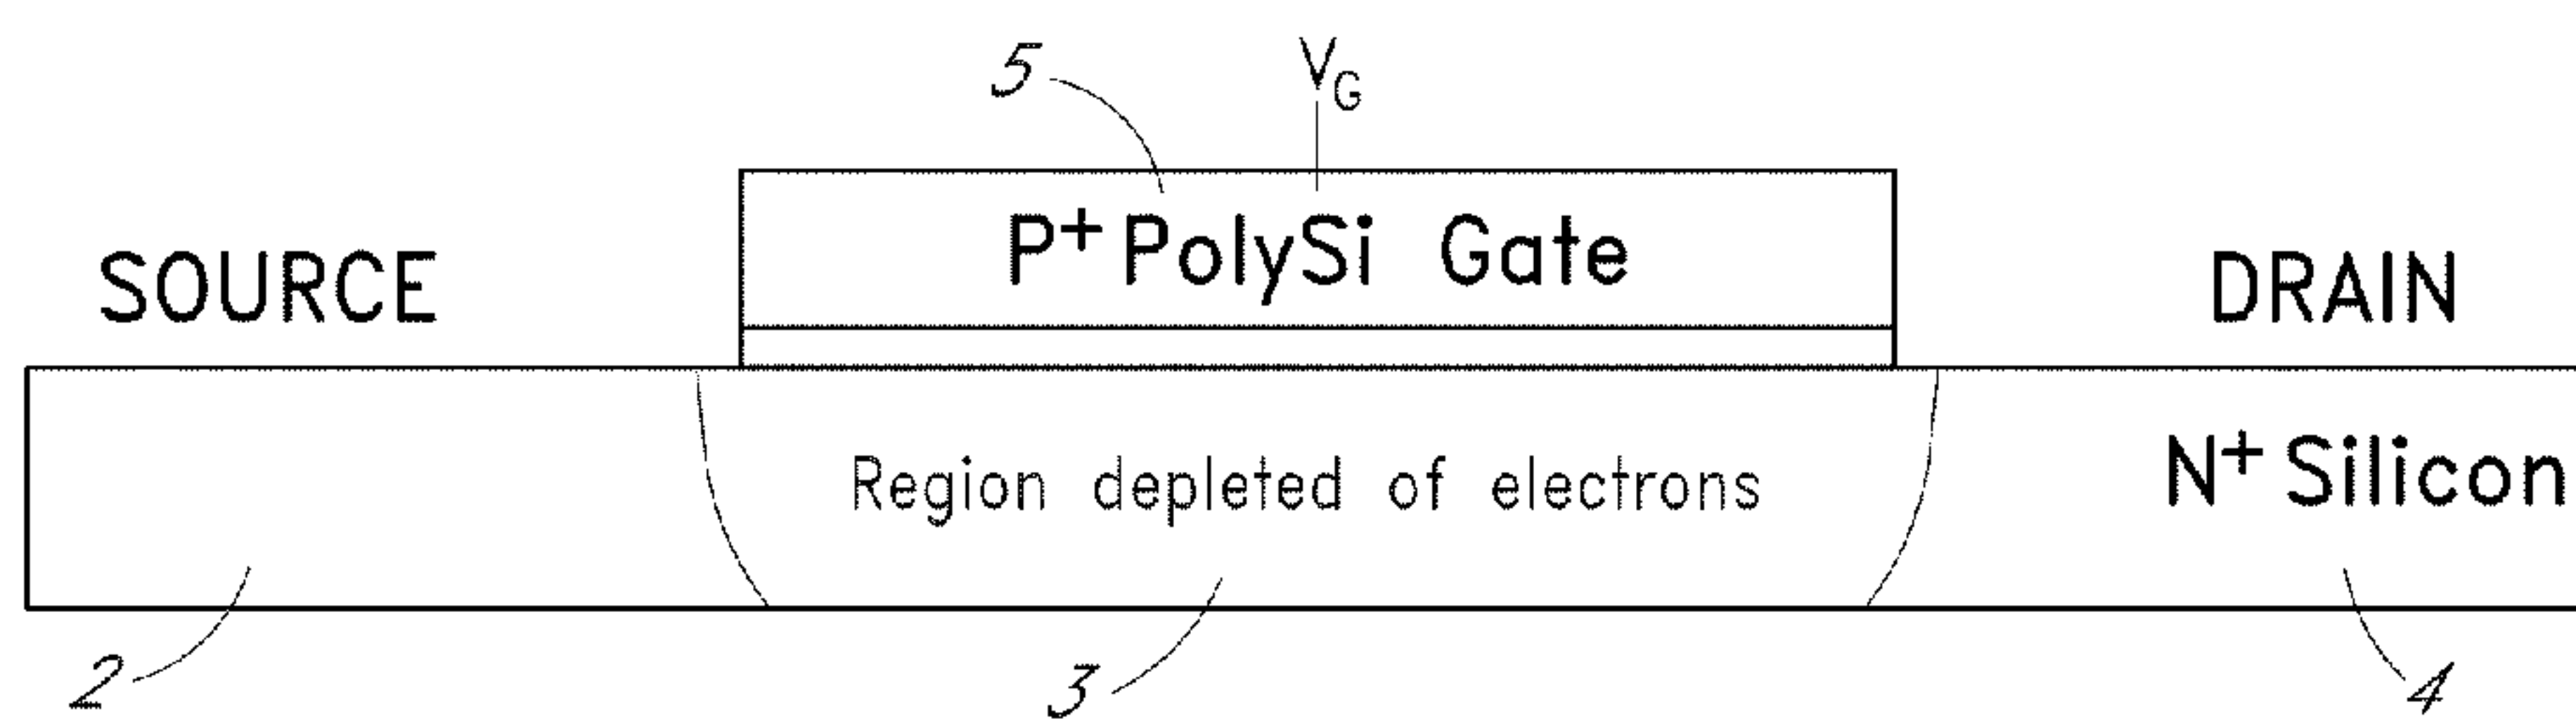 5
V_G
P+ PolySi Gate
SOURCE
DRAIN
Region depleted of electrons
N+ Silicon
2
3
4